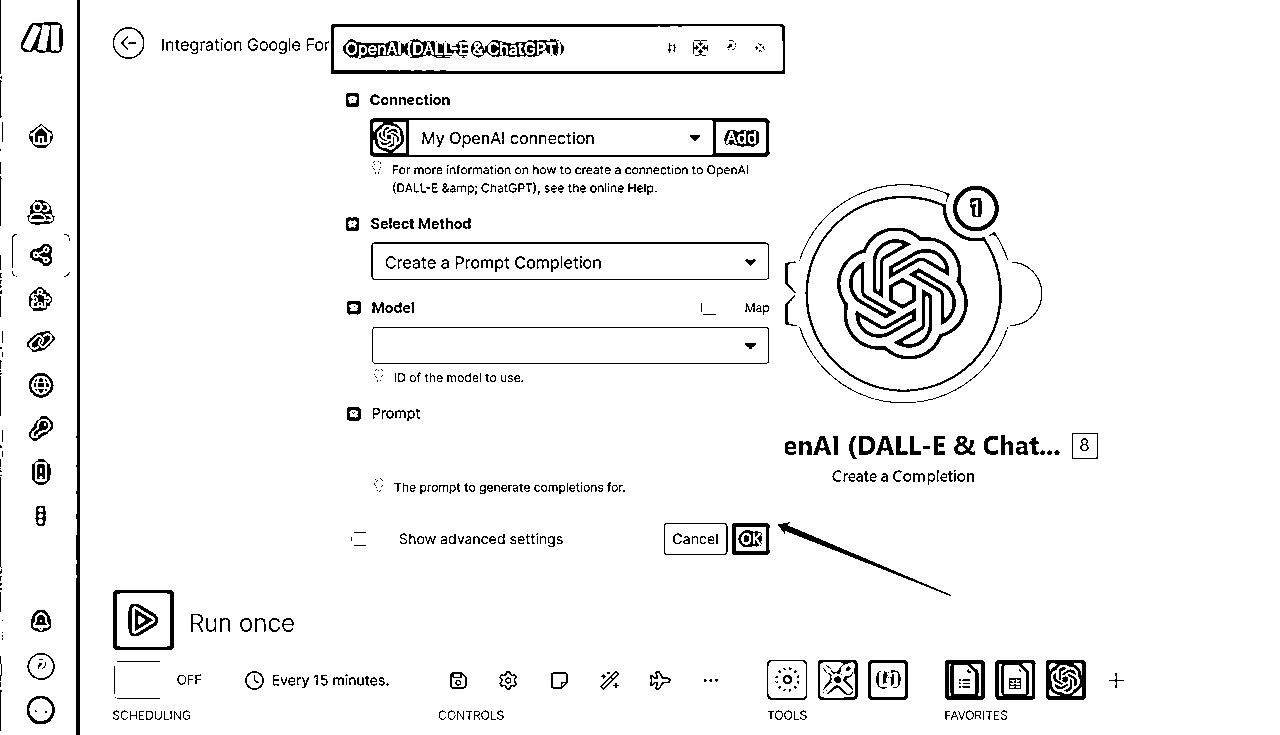 Integration Google For
OpenAI (DALL-E & ChatGPT)
Connection
My OpenAI connection
Add
For more information on how to create a connection to OpenAI
(DALL-E &amp; ChatGPT), see the online Help.
Select Method
Create a Prompt Completion
Model
Map
ID of the model to use.
Prompt
The prompt to generate completions for.
Show advanced settings
Cancel
OK
1
enAI (DALL-E & Chat...
8
Create a Completion
Run once
OFF
Every 15 minutes.
SCHEDULING
CONTROLS
TOOLS
FAVORITES